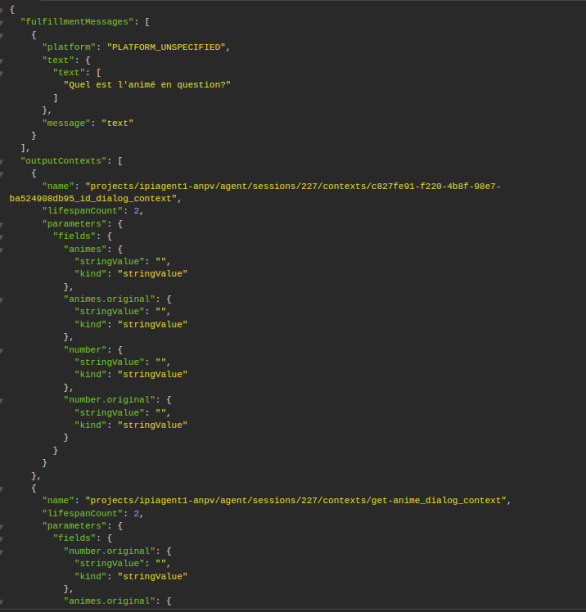 {
"fulfillmentMessages": [
{
"platform": "PLATFORM_UNSPECIFIED",
"text": {
"text": [
"Quel est l'animé en question?"
]
},
"message": "text"
}
],
"outputContexts": [
{
"name": "projects/ipiagent1-anpv/agent/sessions/227/contexts/c827fe91-f220-4b8f-98e7-
ba524908db95_id_dialog_context",
"lifespanCount": 2,
"parameters": {
"fields": {
"animes": {
"stringValue": "",
"kind": "stringValue"
},
"animes.original": {
"stringValue": "",
"kind": "stringValue"
},
"number": {
"stringValue": "",
"kind": "stringValue"
},
"number.original": {
"stringValue": "",
"kind": "stringValue"
}
}
}
},
{
"name": "projects/ipiagent1-anpv/agent/sessions/227/contexts/get-anime_dialog_context",
"lifespanCount": 2,
"parameters": {
"fields": {
"number.original": {
"stringValue": "",
"kind": "stringValue"
},
"animes.original": {